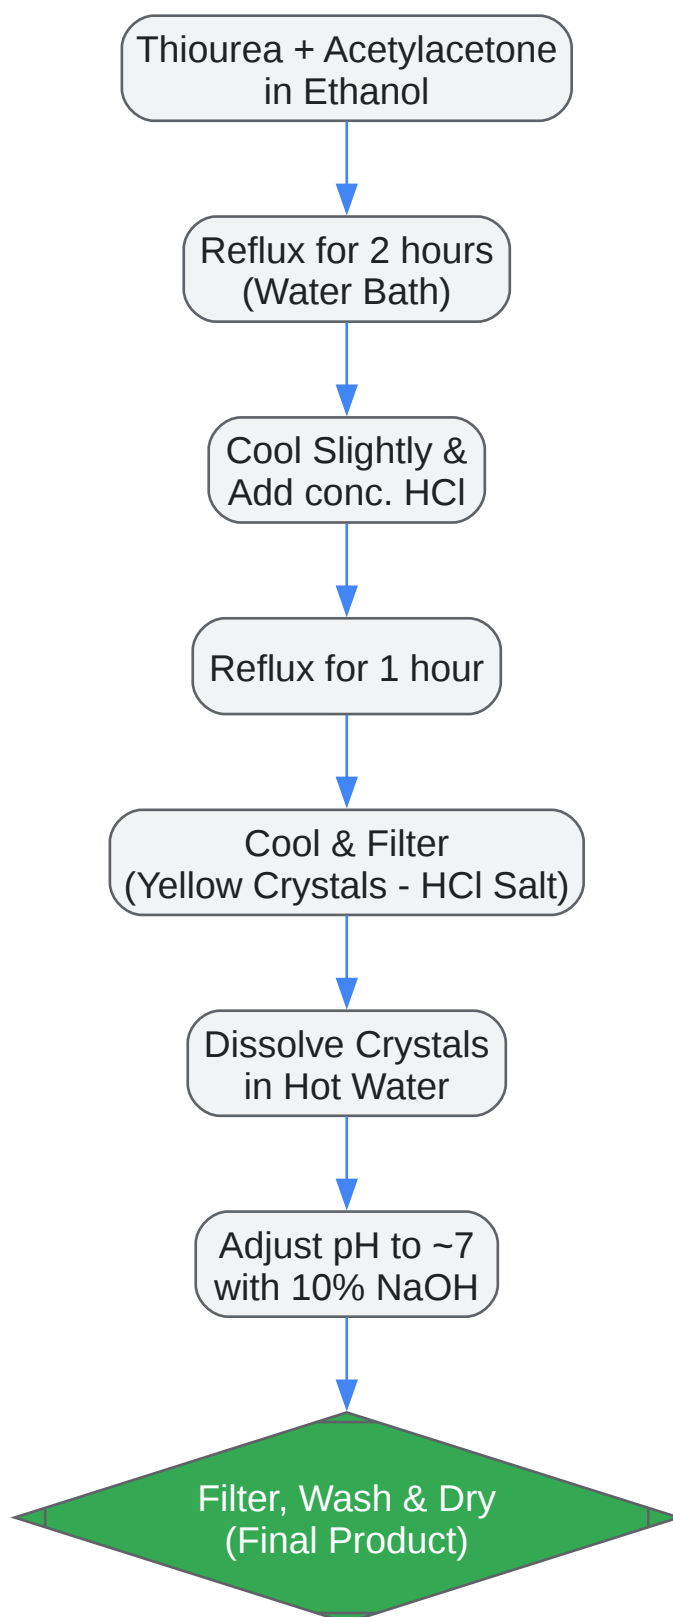 Thiourea + Acetylacetone
in Ethanol
Reflux for 2 hours
(Water Bath)
Cool Slightly &
Add conc. HCl
Reflux for 1 hour
Cool & Filter
(Yellow Crystals - HCl Salt)
Dissolve Crystals
in Hot Water
Adjust pH to ~7
with 10% NaOH
Filter, Wash & Dry
(Final Product)